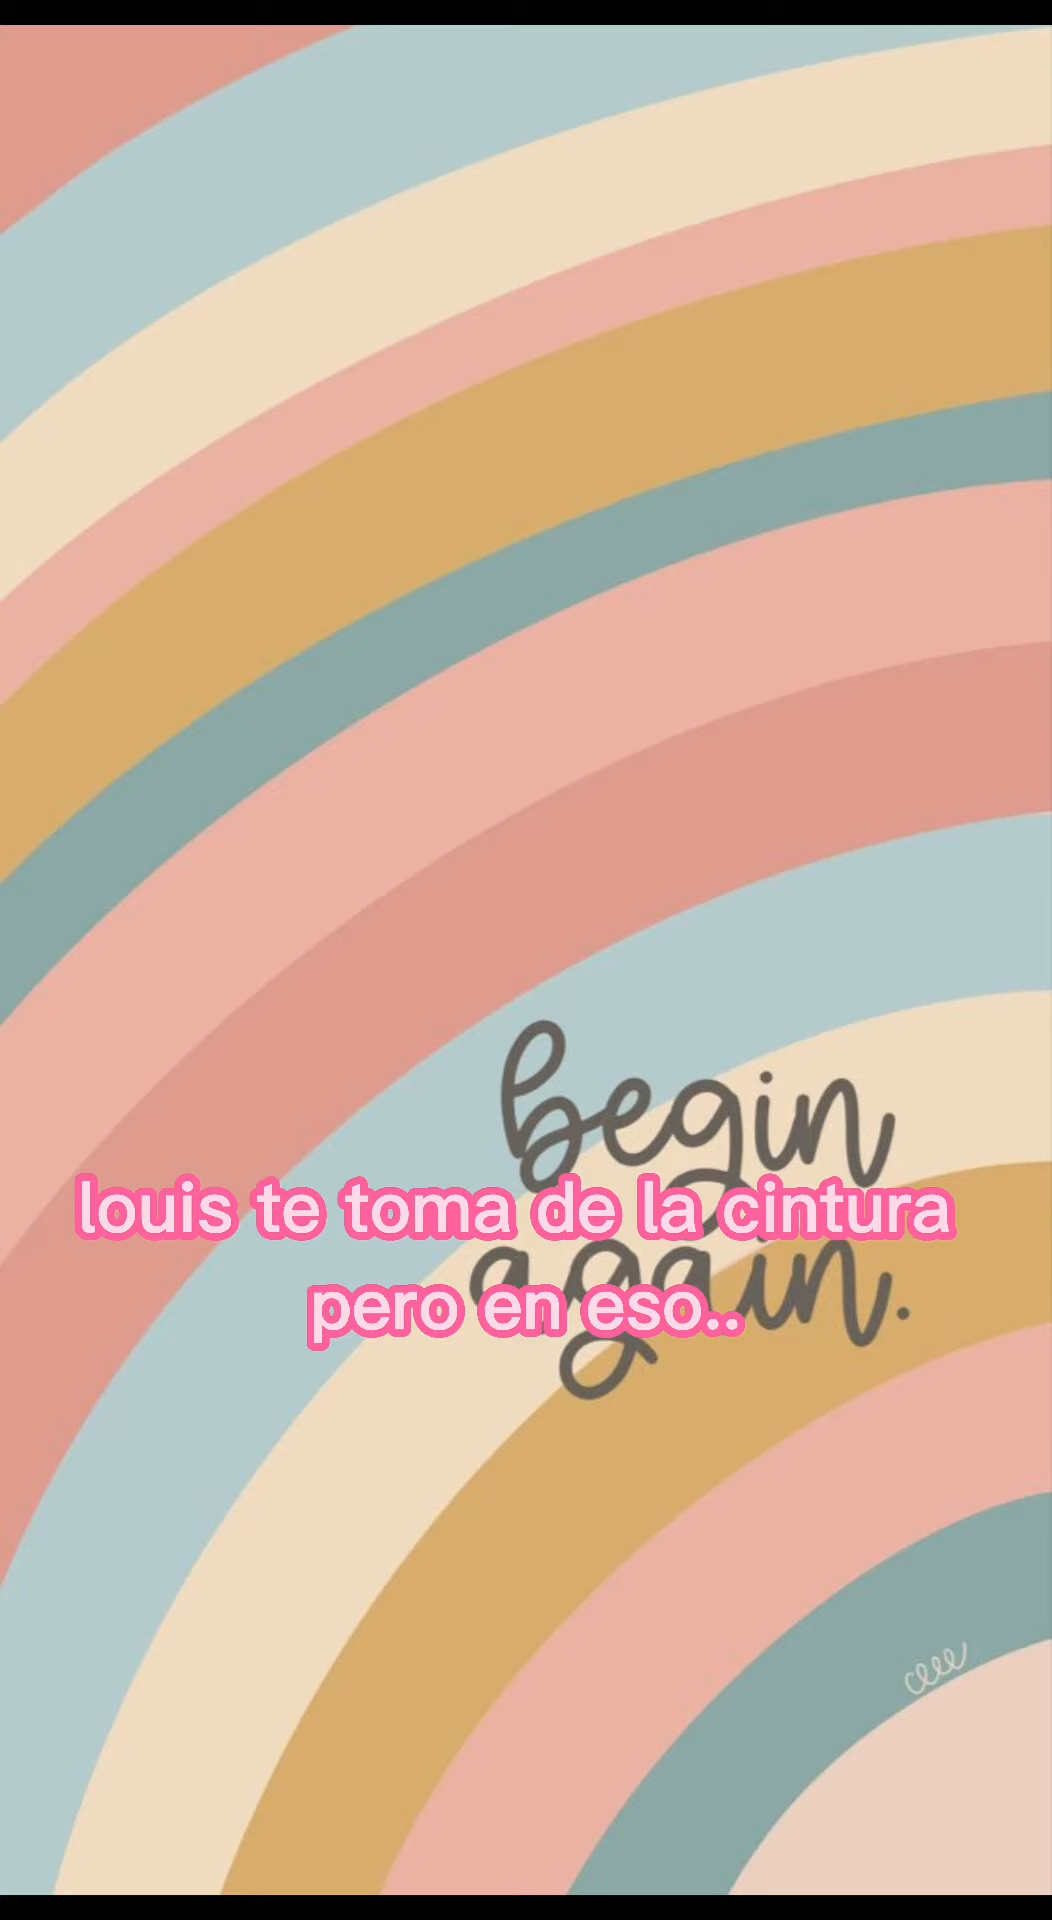 begin
louis te toma de la cintura
again.
pero en eso..